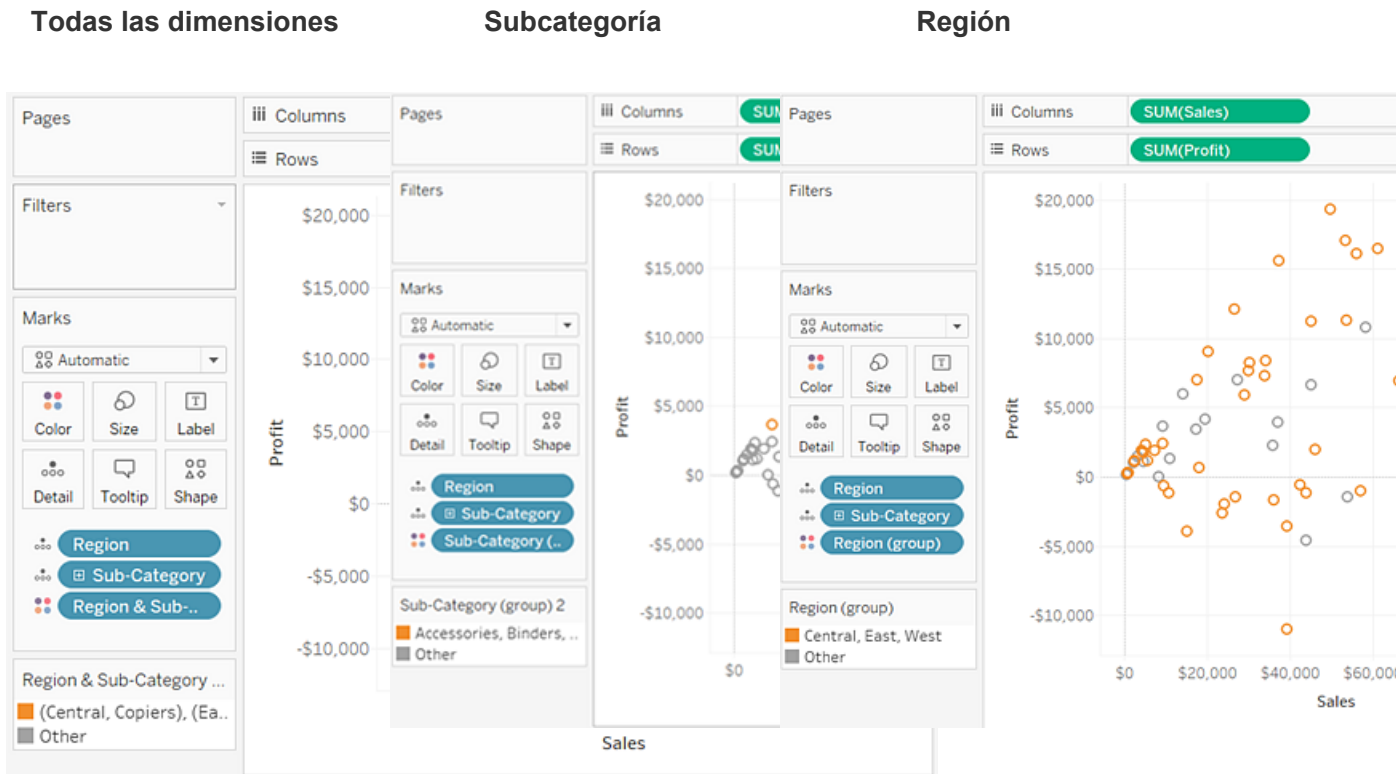 Todas las dimensiones
Subcategoría
Región
Pages
Columns
Rows
Filters
Marks
Automatic
Color
Size
Label
Detail
Tooltip
Shape
Region
Sub-Category
Region & Sub-..
Region & Sub-Category ...
(Central, Copiers), (Ea..
Other
$20,000
$15,000
$10,000
$5,000
$0
-$5,000
-$10,000
Profit
Sales
Pages
Columns
SUM
Rows
SUM
Filters
Marks
Automatic
Color
Size
Label
Detail
Tooltip
Shape
Region
Sub-Category
Sub-Category (..
Sub-Category (group) 2
Accessories, Binders, ..
Other
$20,000
$15,000
$10,000
$5,000
$0
-$5,000
-$10,000
Profit
$0
Pages
Columns
SUM(Sales)
Rows
SUM(Profit)
Filters
Marks
Automatic
Color
Size
Label
Detail
Tooltip
Shape
Region
Sub-Category
Region (group)
Region (group)
Central, East, West
Other
$20,000
$15,000
$10,000
$5,000
$0
-$5,000
-$10,000
Profit
$0 $20,000 $40,000 $60,000
Sales